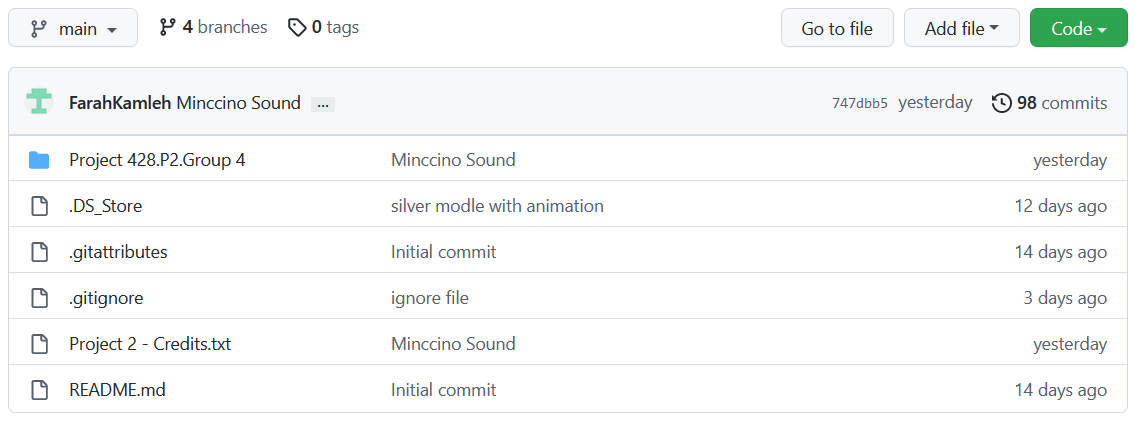 main 4 branches 0 tags Go to file Add file Code
FarahKamleh Minccino Sound ... 747dbb5 yesterday 98 commits
Project 428.P2.Group 4 Minccino Sound yesterday
.DS_Store silver modle with animation 12 days ago
.gitattributes Initial commit 14 days ago
.gitignore ignore file 3 days ago
Project 2 - Credits.txt Minccino Sound yesterday
README.md Initial commit 14 days ago